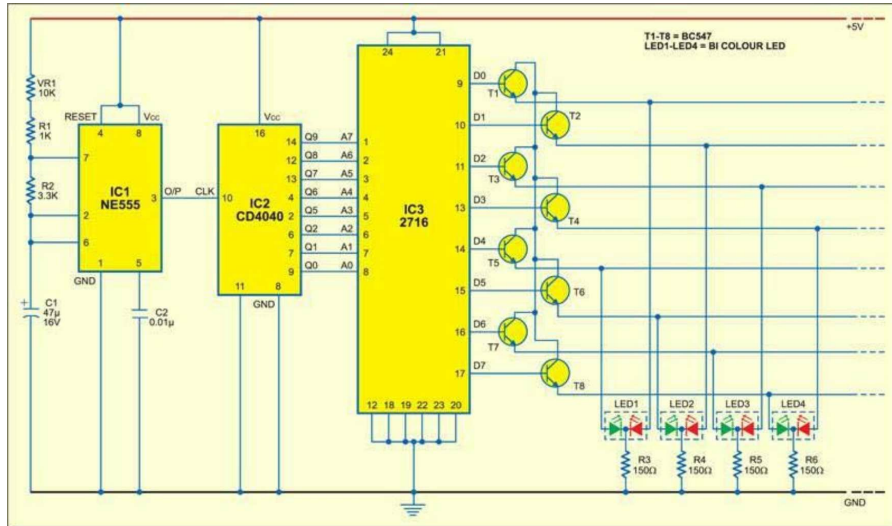 T1-T8 = BC547
LED1-LED4 = BI COLOUR LED
+5V
VR1
10K
R1
1K
R2
3.3K
C1
47µ
16V
+
RESET
Vcc
4
8
7
IC1
NE555
3
O/P
2
6
1
5
GND
C2
0.01µ
Vcc
16
CLK
10
IC2
CD4040
14
12
13
4
2
6
7
9
11
8
GND
Q9
Q8
Q7
Q6
Q5
Q2
Q1
Q0
A7
A6
A5
A4
A3
A2
A1
A0
24
21
1
2
3
4
5
6
7
8
IC3
2716
9
10
11
13
14
15
16
17
12 18 19 22 23 20
D0
D1
D2
D3
D4
D5
D6
D7
T1
T2
T3
T4
T5
T6
T7
T8
LED1
LED2
LED3
LED4
R3
150Ω
R4
150Ω
R5
150Ω
R6
150Ω
GND